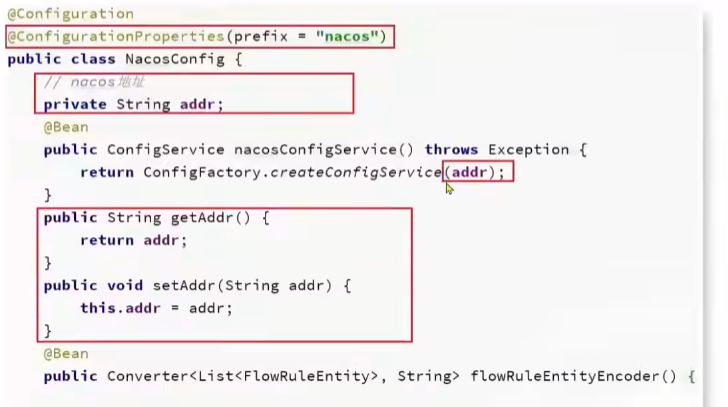 @Configuration
@ConfigurationProperties(prefix = "nacos")
public class NacosConfig {
// nacos地址
private String addr;
@Bean
public ConfigService nacosConfigService() throws Exception {
return ConfigFactory.createConfigService(addr);
}
public String getAddr() {
return addr;
}
public void setAddr(String addr) {
this.addr = addr;
}
@Bean
public Converter<List<FlowRuleEntity>, String> flowRuleEntityEncoder() {